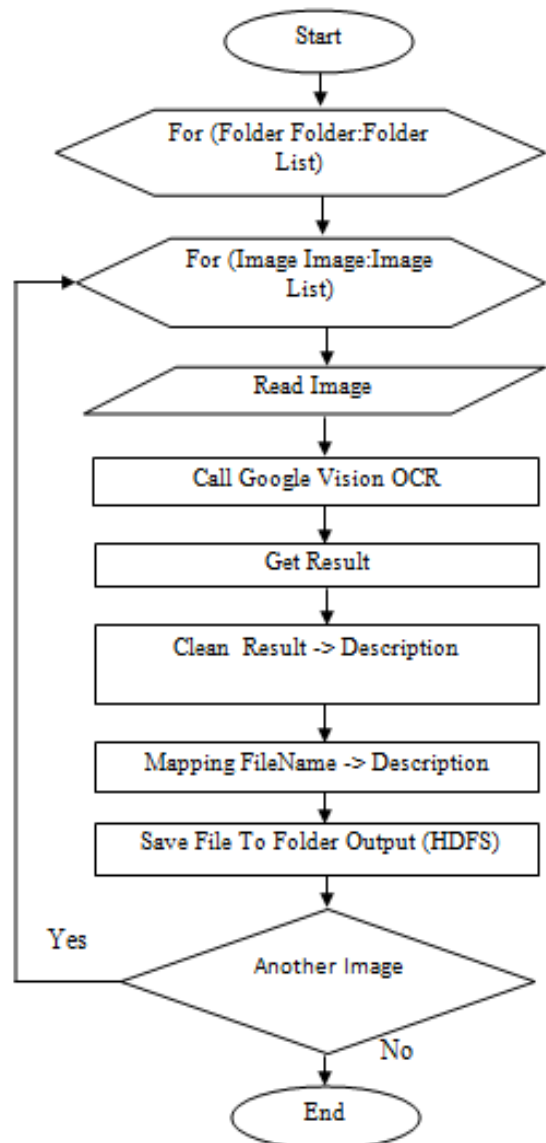 Start
For (Folder Folder:Folder
List)
For (Image Image:Image
List)
Read Image
Call Google Vision OCR
Get Result
Clean  Result -> Description
Mapping FileName -> Description
Save File To Folder Output (HDFS)
Yes
Another Image
No
End